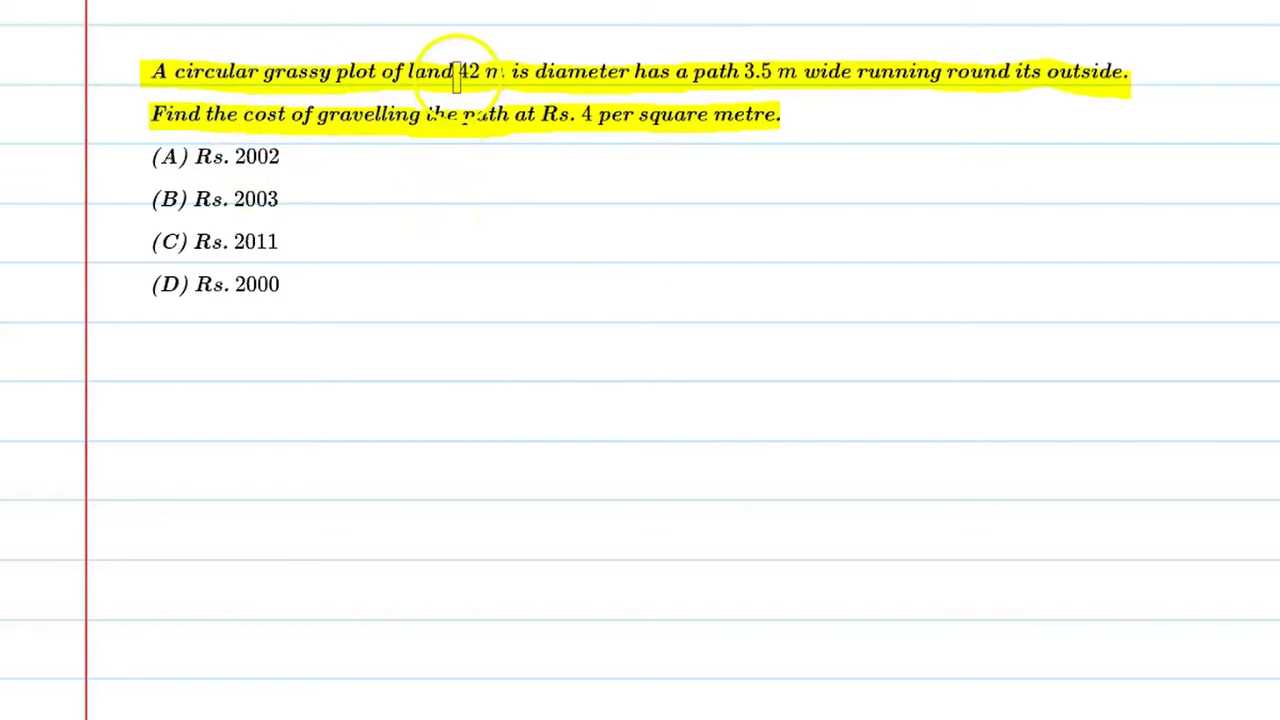 A circular grassy plot of land 42 m is diameter has a path 3.5 m wide running round its outside.
Find the cost of gravelling the path at Rs. 4 per square metre.
(A) Rs. 2002
(B) Rs. 2003
(C) Rs. 2011
(D) Rs. 2000